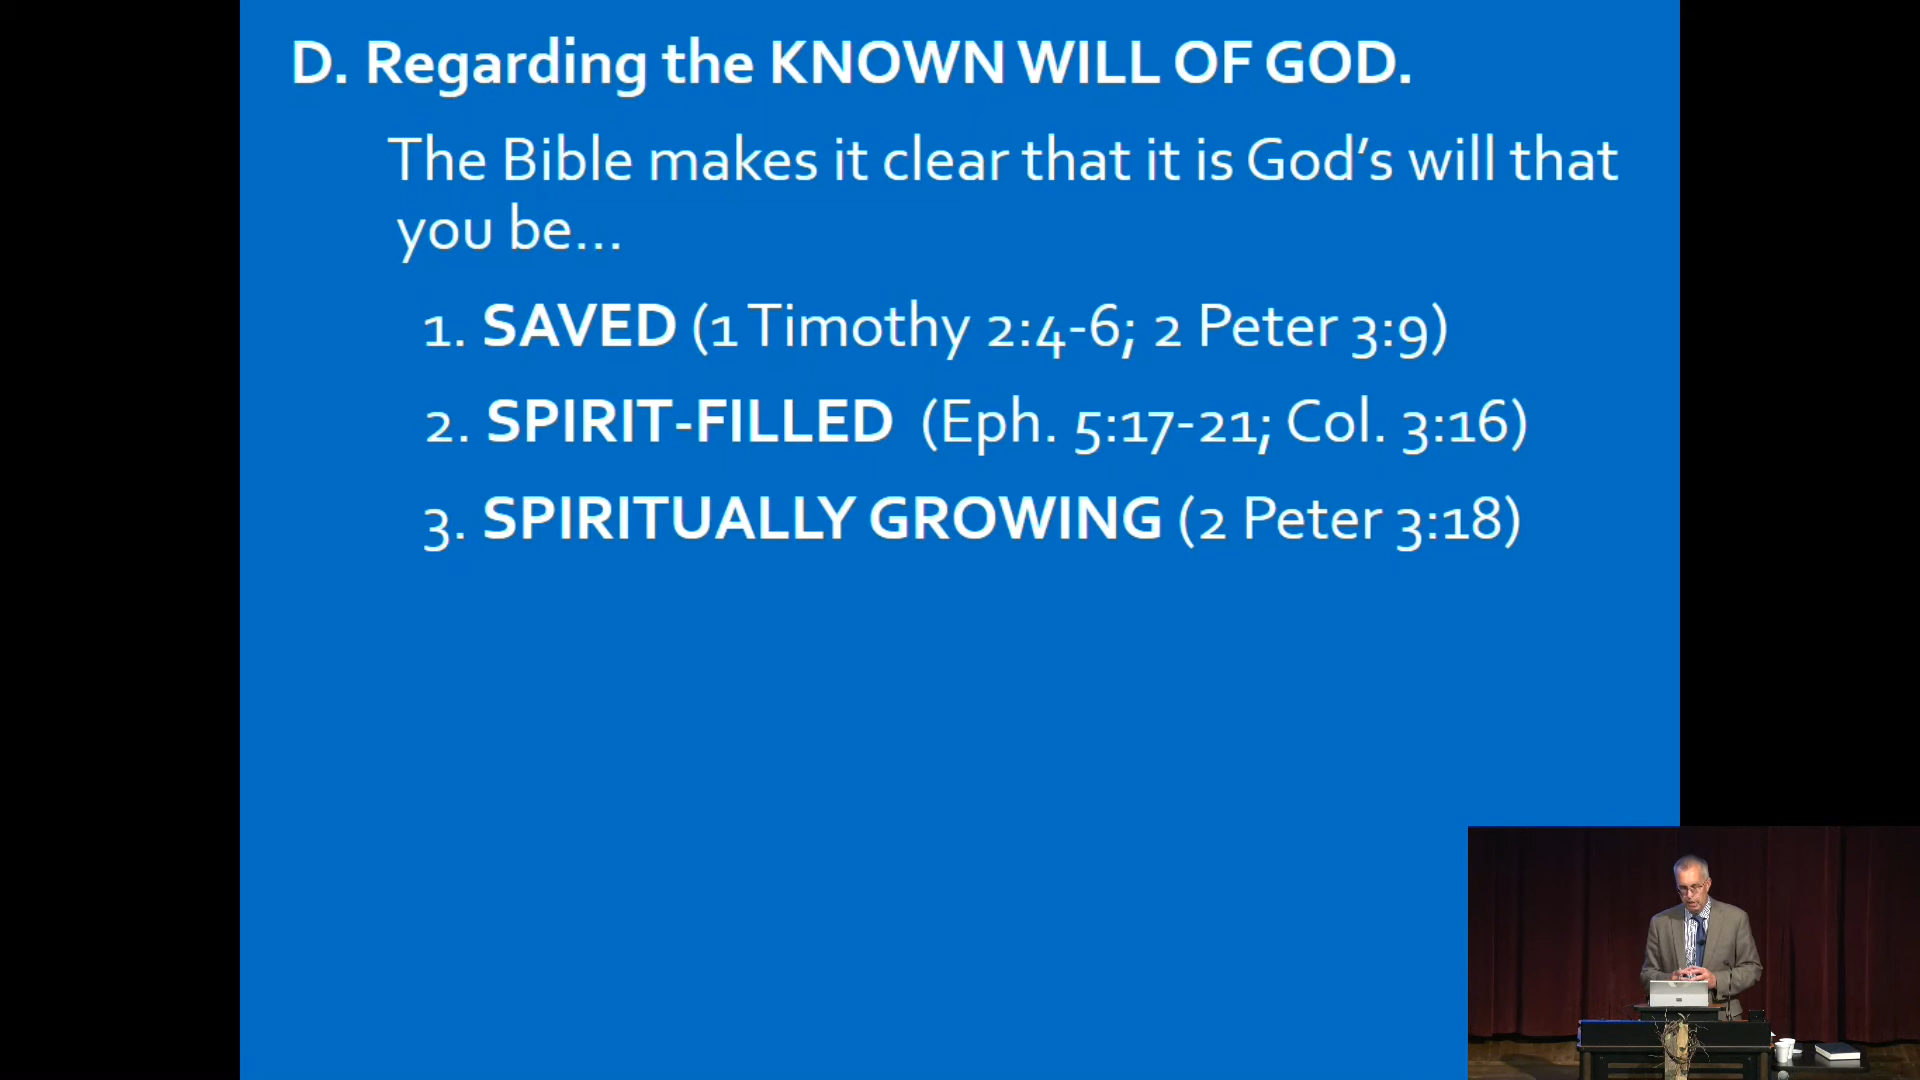 D. Regarding the KNOWN WILL OF GOD.
The Bible makes it clear that it is God’s will that
you be...
1. SAVED (1 Timothy 2:4-6; 2 Peter 3:9)
2. SPIRIT-FILLED (Eph. 5:17-21; Col. 3:16)
3. SPIRITUALLY GROWING (2 Peter 3:18)